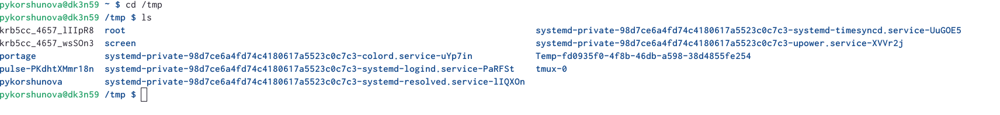 pykorshunova@dk3n59 ~ $ cd /tmp
pykorshunova@dk3n59 /tmp $ ls
krb5cc_4657_lIIpR8 root systemd-private-98d7ce6a4fd74c4180617a5523c0c7c3-systemd-timesyncd.service-UuGOE5
krb5cc_4657_wsSOn3 screen systemd-private-98d7ce6a4fd74c4180617a5523c0c7c3-upower.service-XVVr2j
portage systemd-private-98d7ce6a4fd74c4180617a5523c0c7c3-colord.service-uYp7in Temp-fd0935f0-4f8b-46db-a598-38d4855fe254
pulse-PKdhtXMmr18n systemd-private-98d7ce6a4fd74c4180617a5523c0c7c3-systemd-logind.service-PaRFSt tmux-0
pykorshunova systemd-private-98d7ce6a4fd74c4180617a5523c0c7c3-systemd-resolved.service-lIQXOn
pykorshunova@dk3n59 /tmp $